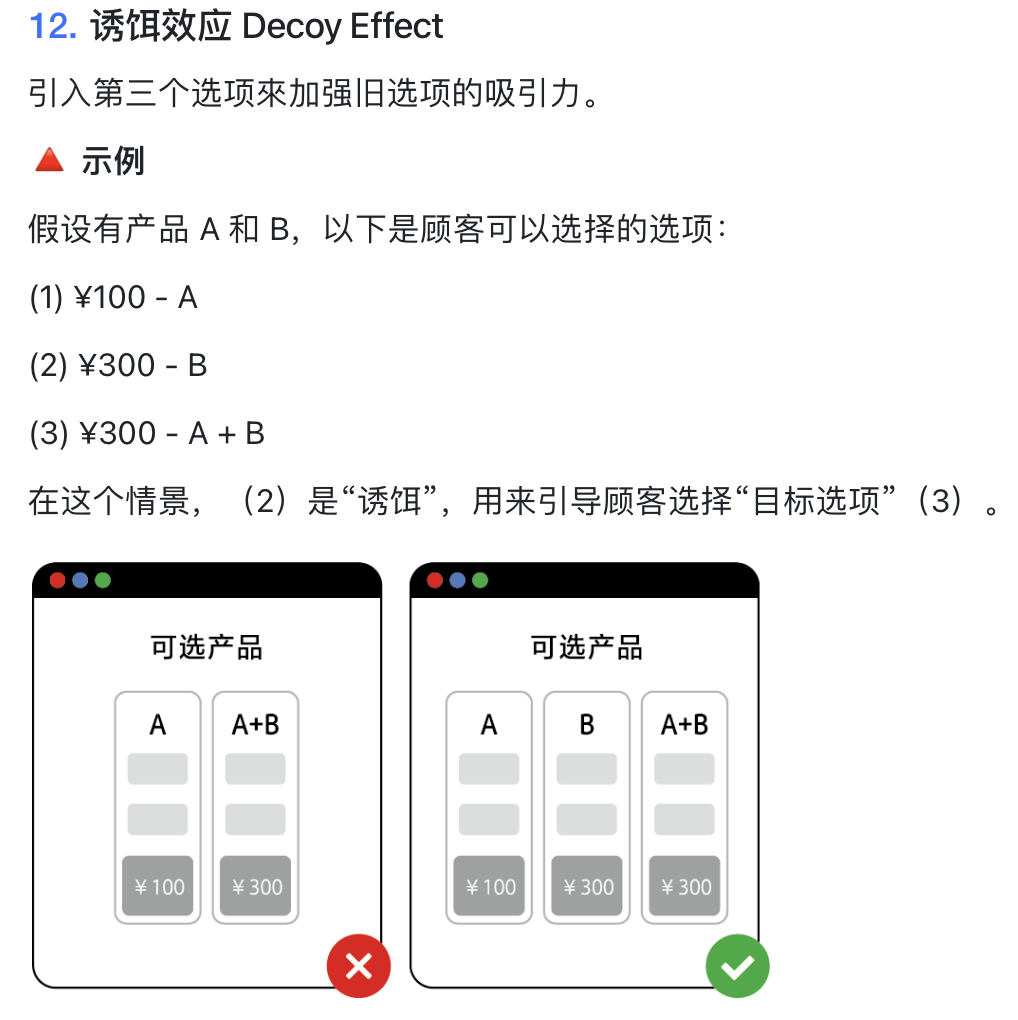 12. 诱饵效应 Decoy Effect
引入第三个选项來加强旧选项的吸引力。
示例
假设有产品 A 和 B，以下是顾客可以选择的选项：
(1) ¥100 - A
(2) ¥300 - B
(3) ¥300 - A + B
在这个情景，（2）是“诱饵”，用来引导顾客选择“目标选项”（3）。
可选产品
A A+B
¥100 ¥300
可选产品
A B A+B
¥100 ¥300 ¥300